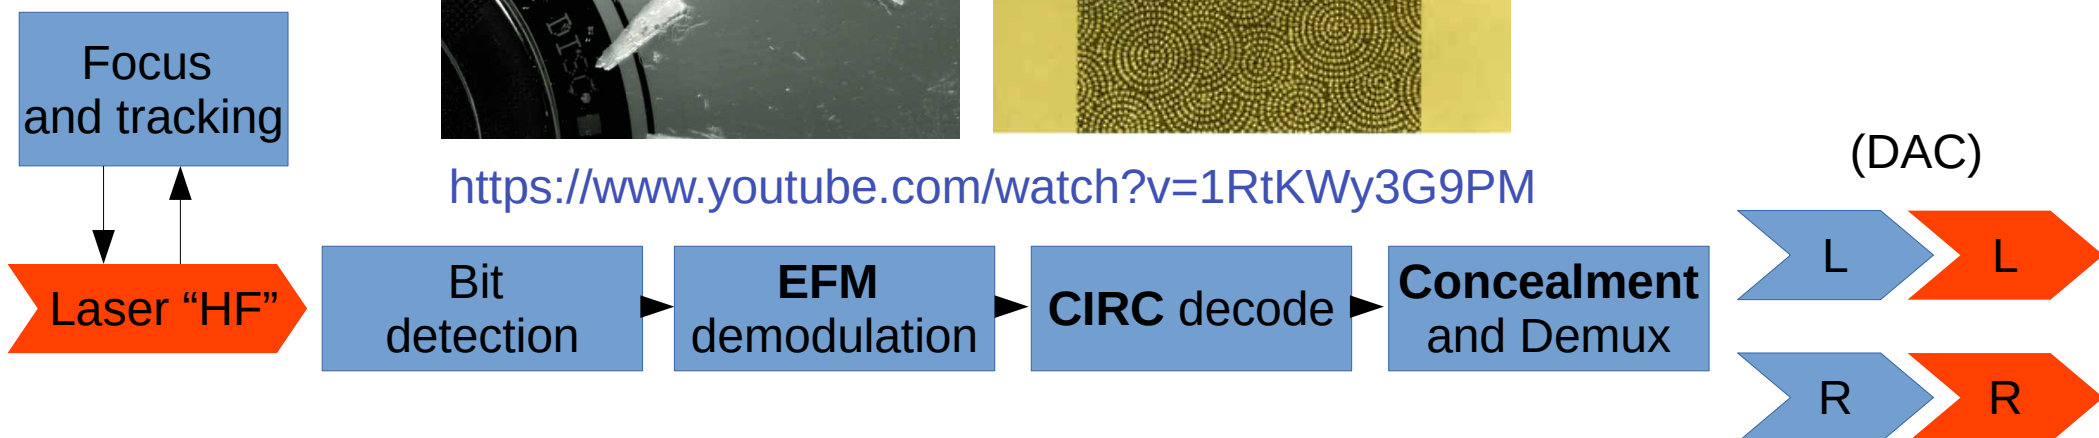 Focus
and tracking
DISC
https://www.youtube.com/watch?v=1RtKWy3G9PM
(DAC)
Laser “HF”
Bit
detection
EFM
demodulation
CIRC decode
Concealment
and Demux
L
L
R
R